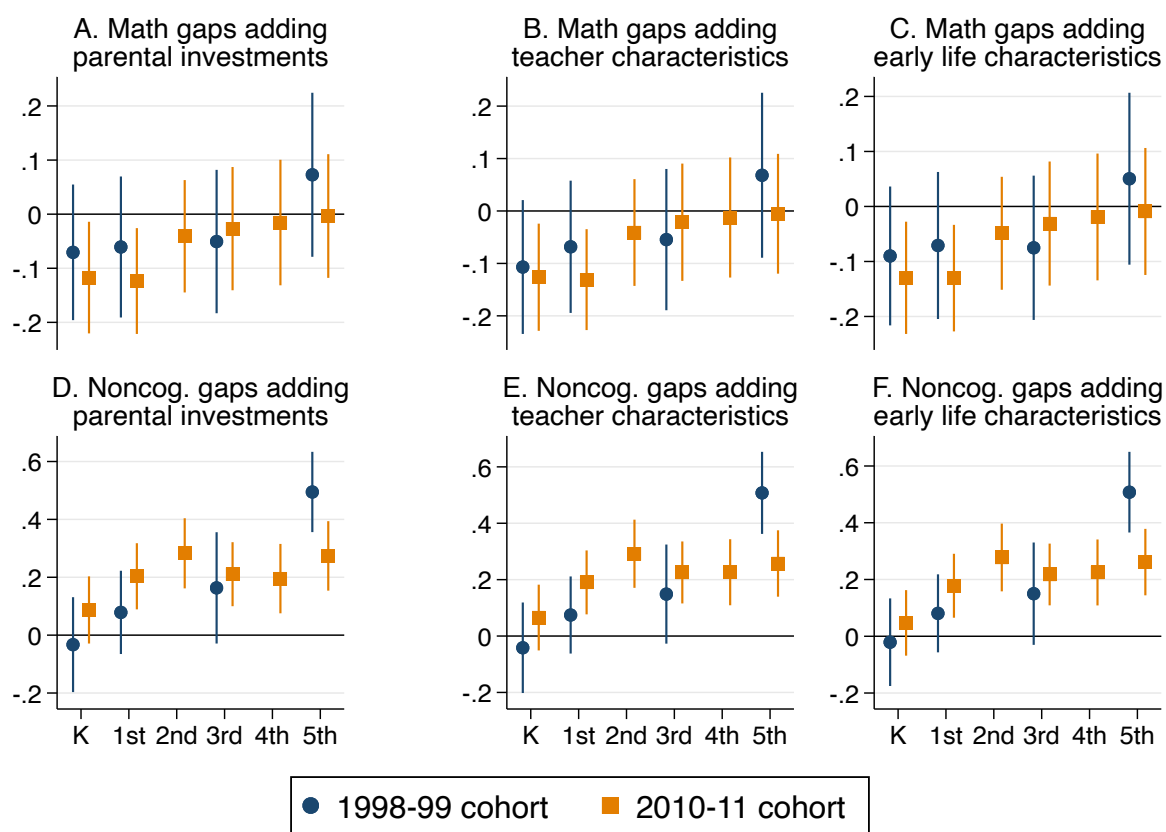 A. Math gaps adding
parental investments
B. Math gaps adding
teacher characteristics
C. Math gaps adding
early life characteristics
.2
.1
0
-.1
-.2
.2
.1
0
-.1
-.2
.2
.1
0
-.1
-.2
D. Noncog. gaps adding
parental investments
E. Noncog. gaps adding
teacher characteristics
F. Noncog. gaps adding
early life characteristics
.6
.4
.2
0
-.2
.6
.4
.2
0
-.2
.6
.4
.2
0
-.2
K 1st 2nd 3rd 4th 5th
K 1st 2nd 3rd 4th 5th
K 1st 2nd 3rd 4th 5th
1998-99 cohort 2010-11 cohort